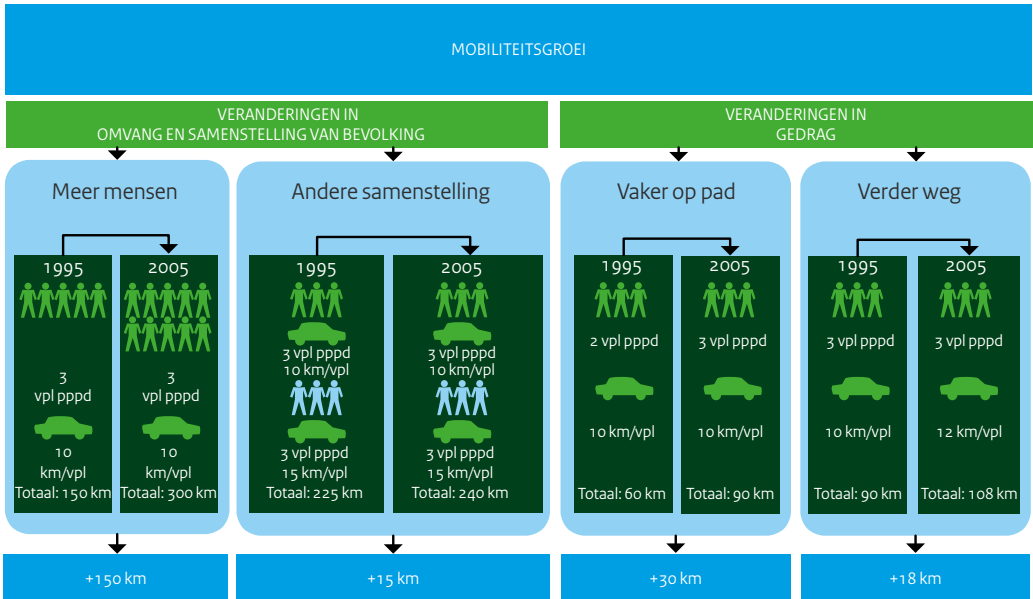 MOBILITEITSGROEI
VERANDERINGEN IN
OMVANG EN SAMENSTELLING VAN BEVOLKING
VERANDERINGEN IN
GEDRAG
Meer mensen
1995
3
vpl pppd
10
km/vpl
Totaal: 150 km
2005
3
vpl pppd
10
km/vpl
Totaal: 300 km
+150 km
Andere samenstelling
1995
3 vpl pppd
10 km/vpl
3 vpl pppd
15 km/vpl
Totaal: 225 km
2005
3 vpl pppd
10 km/vpl
3 vpl pppd
15 km/vpl
Totaal: 240 km
+15 km
Vaker op pad
1995
2 vpl pppd
10 km/vpl
Totaal: 60 km
2005
3 vpl pppd
10 km/vpl
Totaal: 90 km
+30 km
Verder weg
1995
3 vpl pppd
10 km/vpl
Totaal: 90 km
2005
3 vpl pppd
12 km/vpl
Totaal: 108 km
+18 km